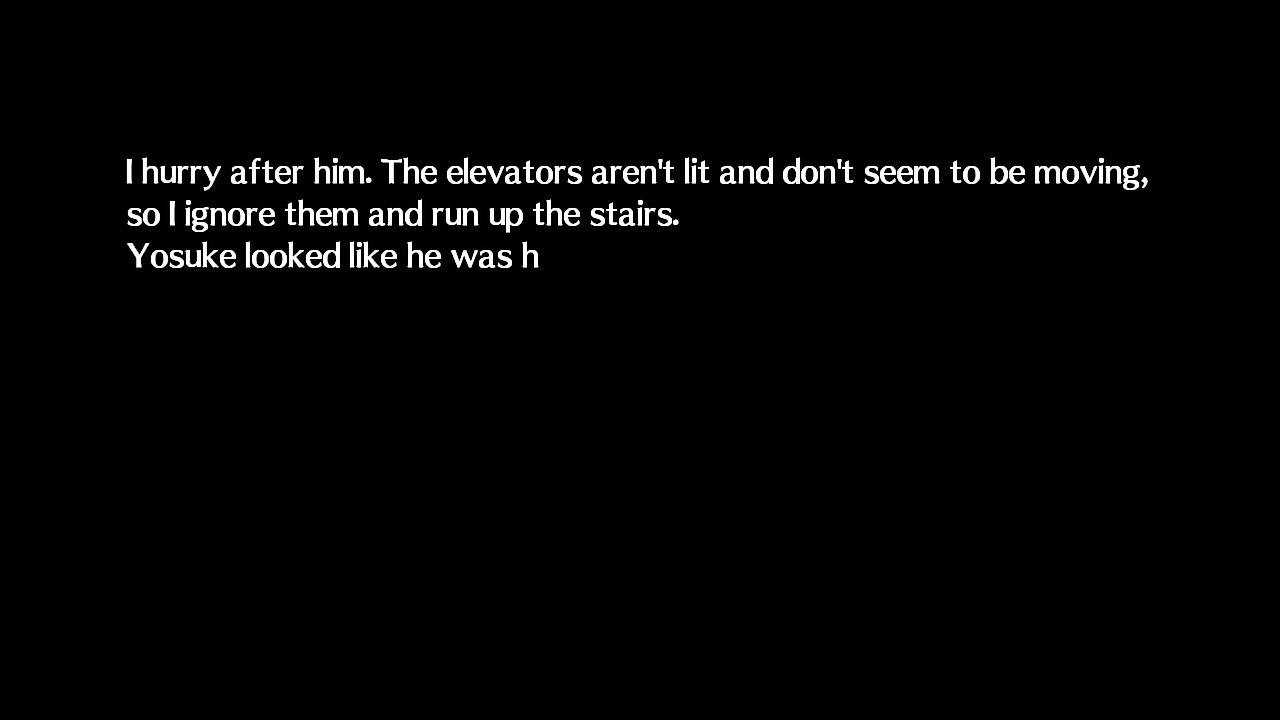 I hurry after him. The elevators aren't lit and don't seem to be moving,
so I ignore them and run up the stairs.
Yosuke looked like he was h